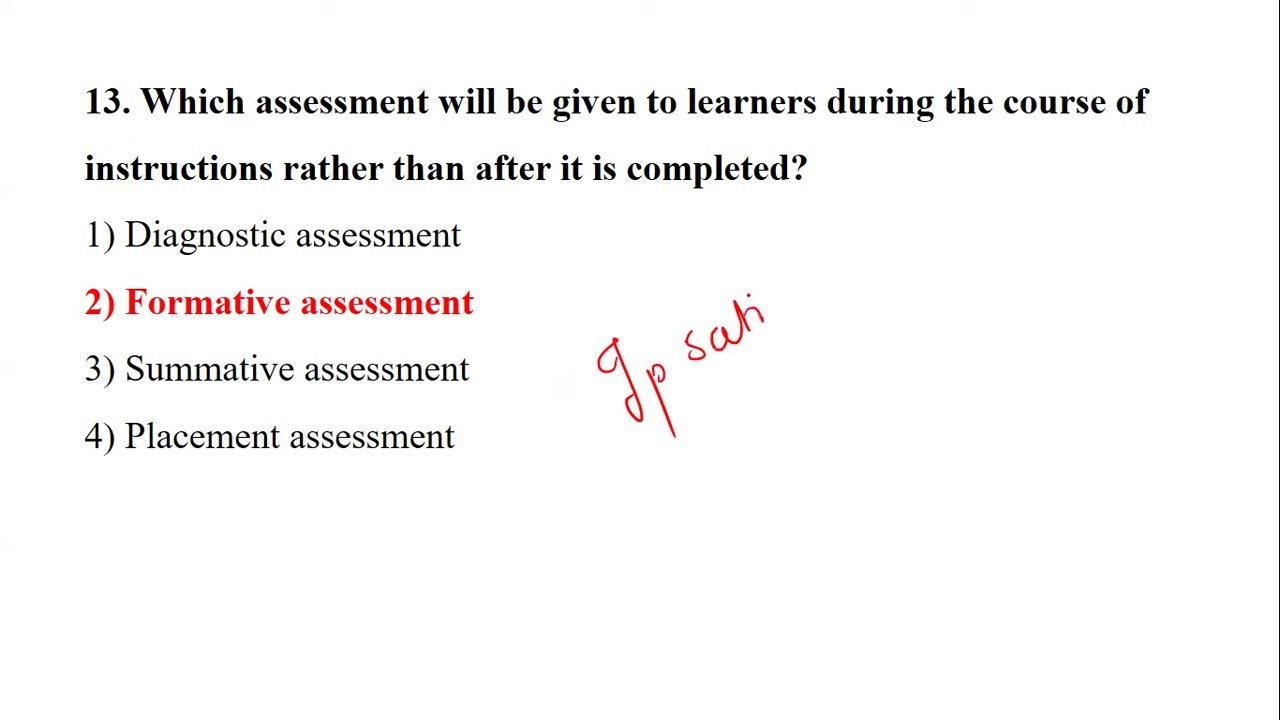 13. Which assessment will be given to learners during the course of
instructions rather than after it is completed?
1) Diagnostic assessment
2) Formative assessment
3) Summative assessment
4) Placement assessment